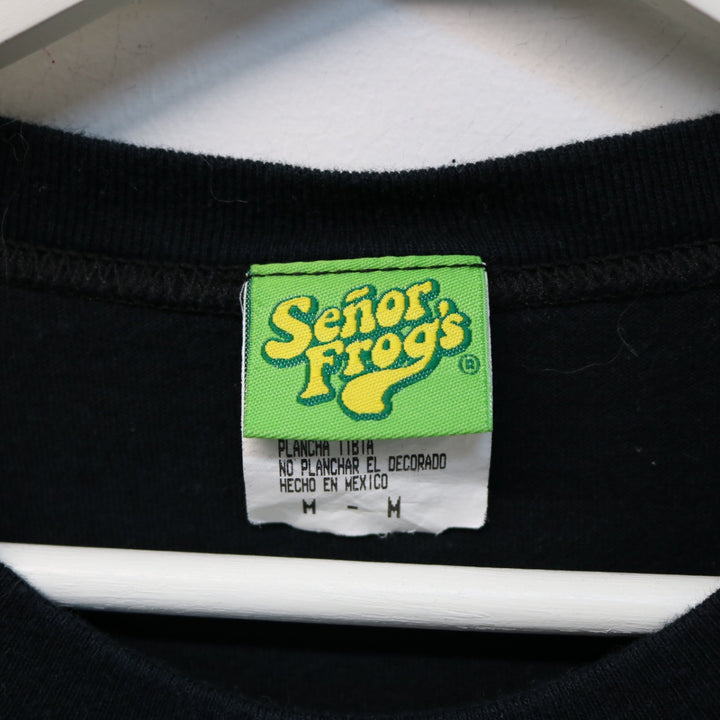 Señor
Frog's®
PLANCHA TIBIA
NO PLANCHAR EL DECORADO
HECHO EN MEXICO
M - M